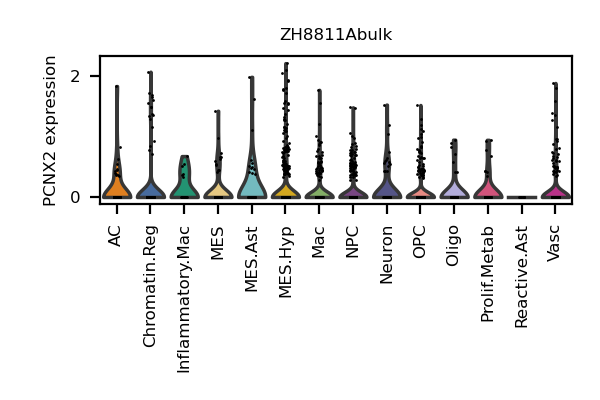 ZH8811Abulk
PCNX2 expression
2
0
AC
Chromatin.Reg
Inflammatory.Mac
MES
MES.Ast
MES.Hyp
Mac
NPC
Neuron
OPC
Oligo
Prolif.Metab
Reactive.Ast
Vasc